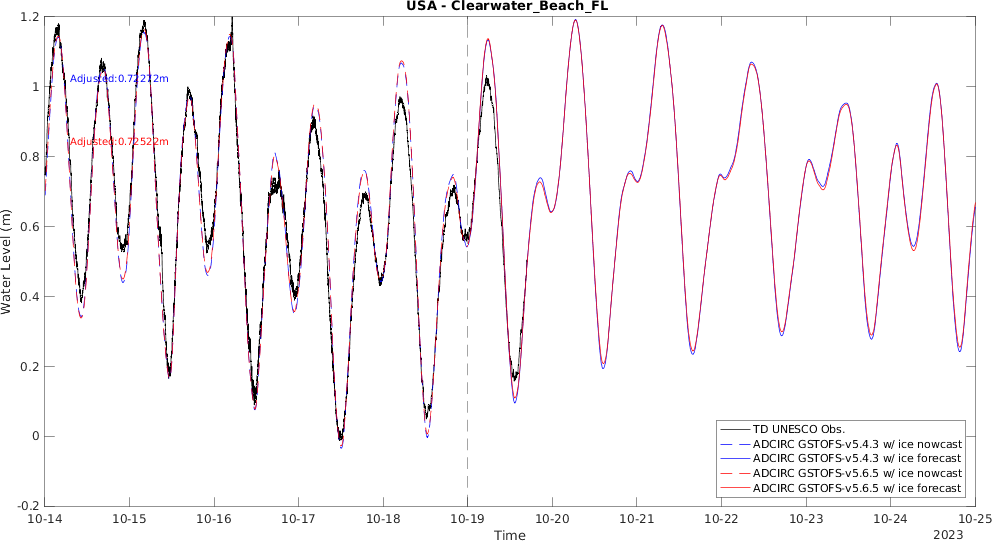 USA - Clearwater_Beach_FL
1.2
1
0.8
0.6
0.4
0.2
0
-0.2
Water Level (m)
Adjusted:0.72272m
Adjusted:0.72522m
TD UNESCO Obs.
ADCIRC GSTOFS-v5.4.3 w/ ice nowcast
ADCIRC GSTOFS-v5.4.3 w/ ice forecast
ADCIRC GSTOFS-v5.6.5 w/ ice nowcast
ADCIRC GSTOFS-v5.6.5 w/ ice forecast
10-14 10-15 10-16 10-17 10-18 10-19 10-20 10-21 10-22 10-23 10-24 10-25
Time
2023